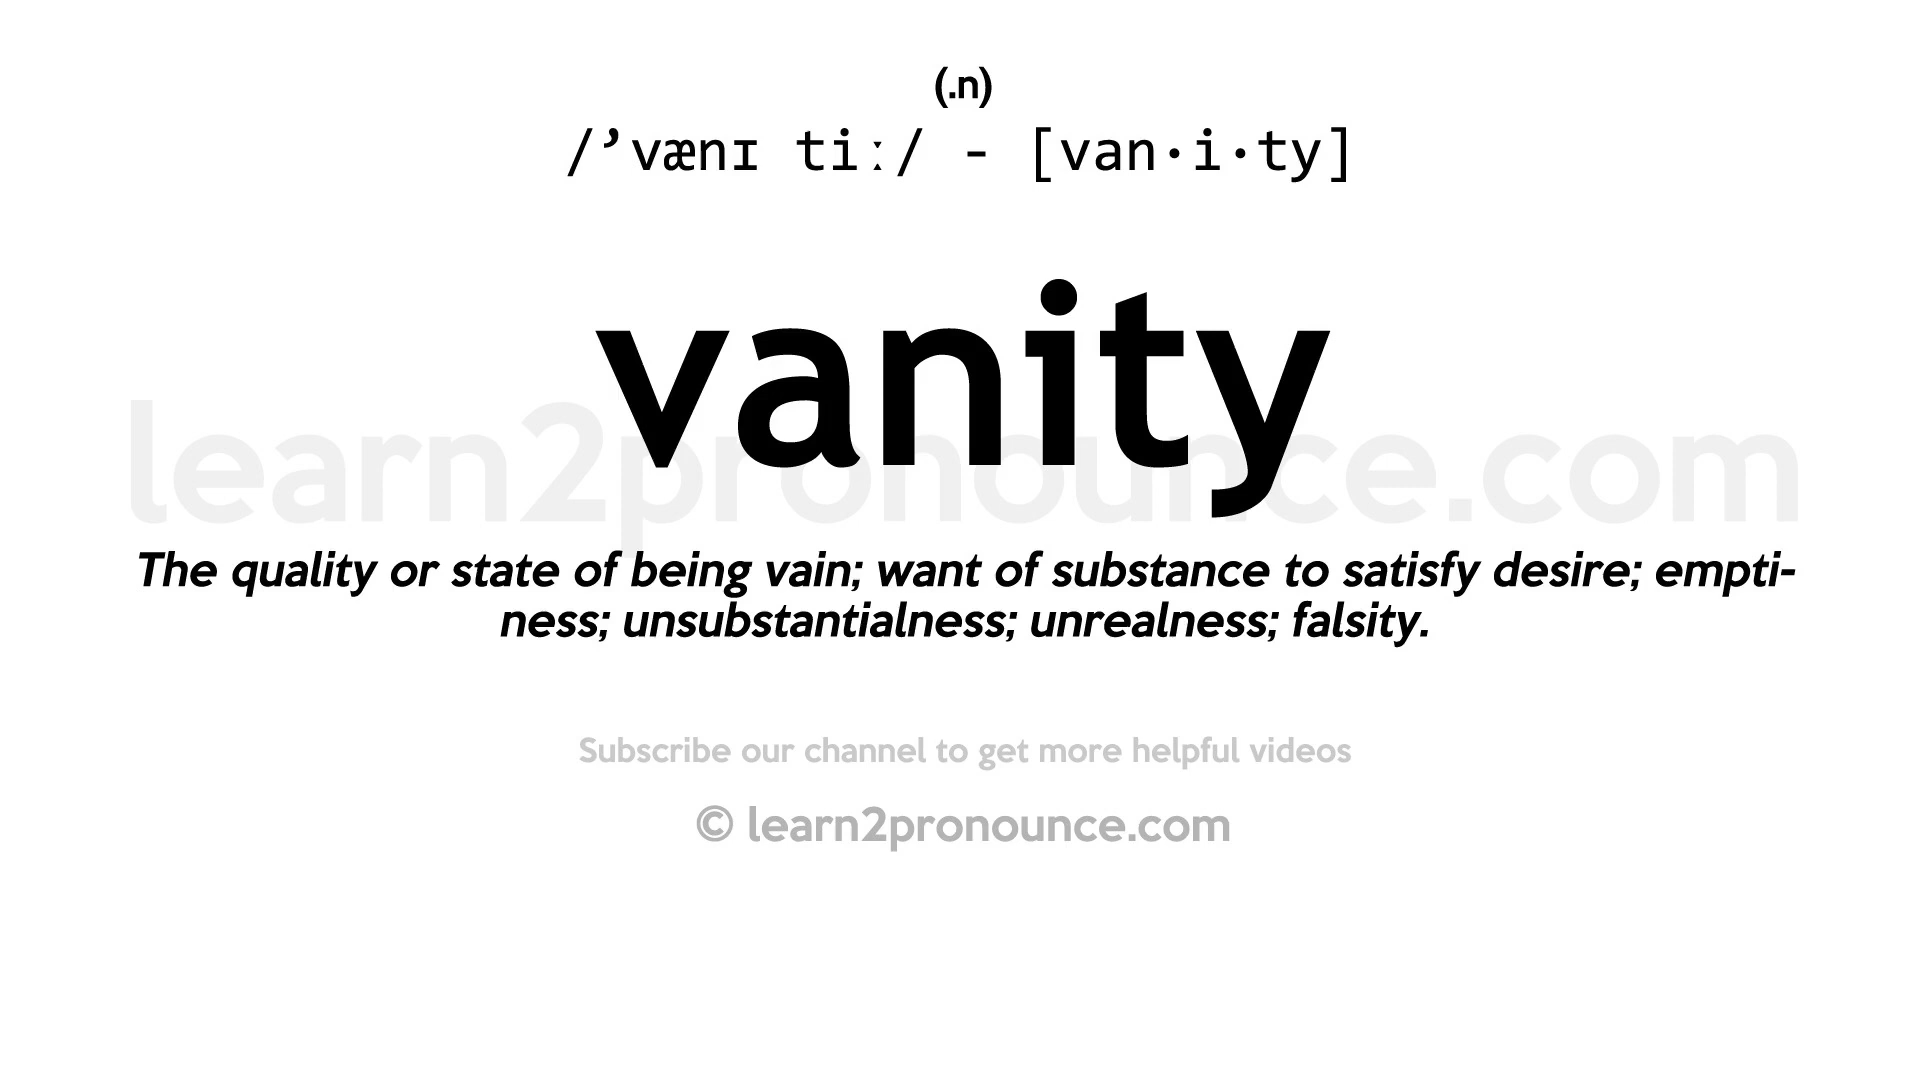 (.n)
/’vænɪ tiː/ - [van·i·ty]
vanity
learn2pronounce.com
The quality or state of being vain; want of substance to satisfy desire; empti-
ness; unsubstantialness; unrealness; falsity.
Subscribe our channel to get more helpful videos
© learn2pronounce.com